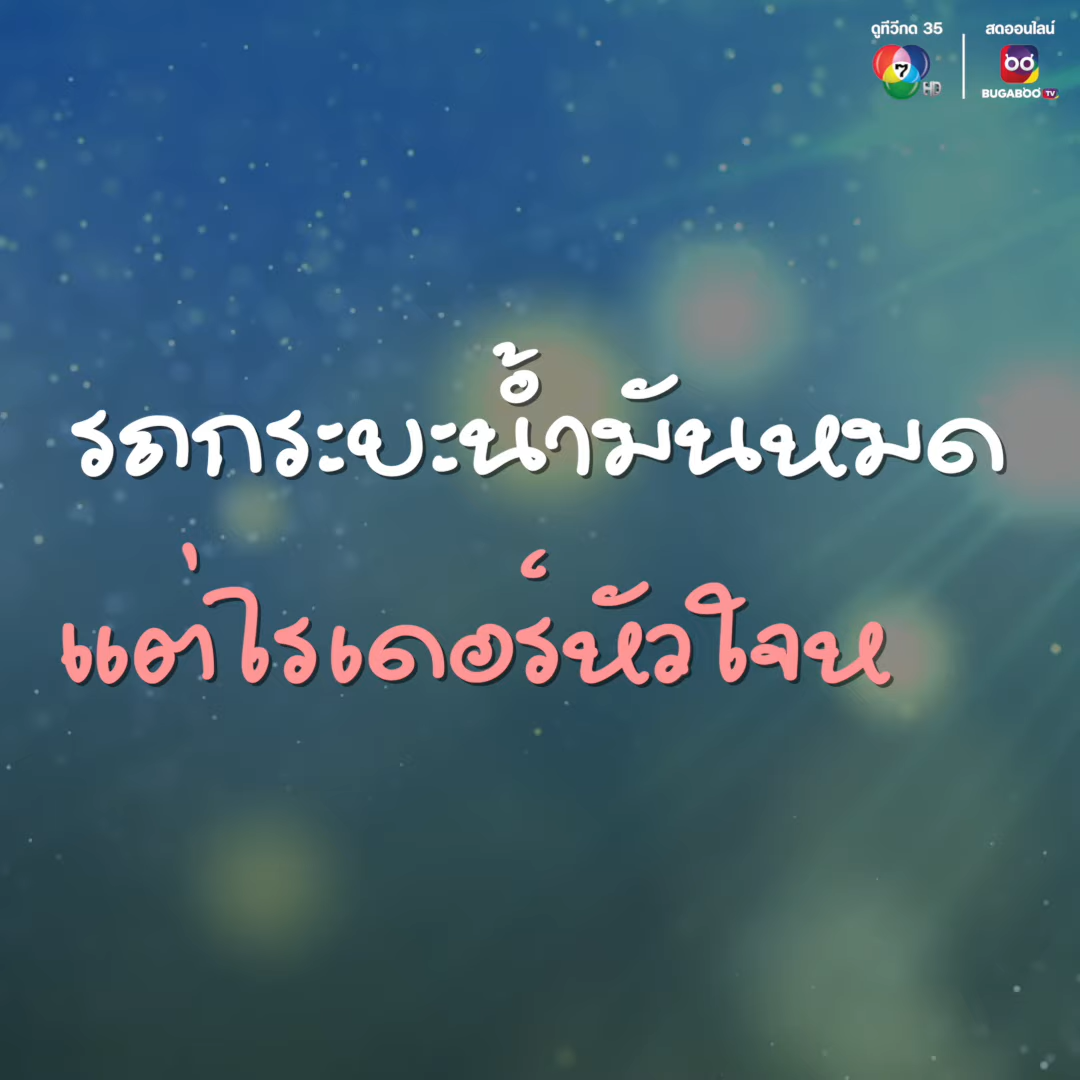 ดูทีวีกด 35
สดออนไลน์
7
HD
BUGABOO TV
รถกระบะน้ำมันหมด
แต่ไรเดอร์หัวใจห